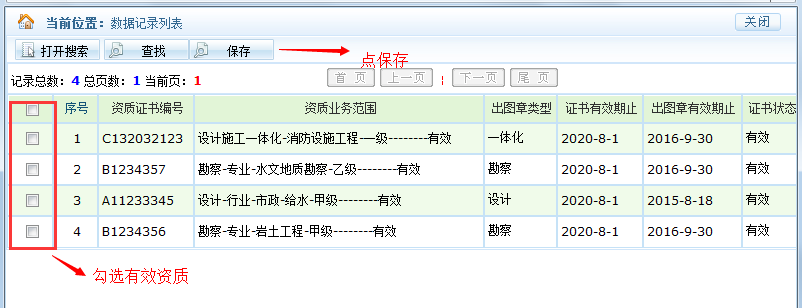 当前位置：数据记录列表 关闭
打开搜索 查找 保存
点保存
记录总数：4 总页数：1 当前页：1 首 页 上一页 下一页 尾 页
序号 资质证书编号 资质业务范围 出图章类型 证书有效期止 出图章有效期止 证书状态
1 C132032123 设计施工一体化-消防设施工程-一级--------有效 一体化 2020-8-1 2016-9-30 有效
2 B1234357 勘察-专业-水文地质勘察-乙级--------有效 勘察 2020-8-1 2016-9-30 有效
3 A11233345 设计-行业-市政-给水-甲级--------有效 设计 2020-8-1 2015-8-18 有效
4 B1234356 勘察-专业-岩土工程-甲级--------有效 勘察 2020-8-1 2016-9-30 有效
勾选有效资质